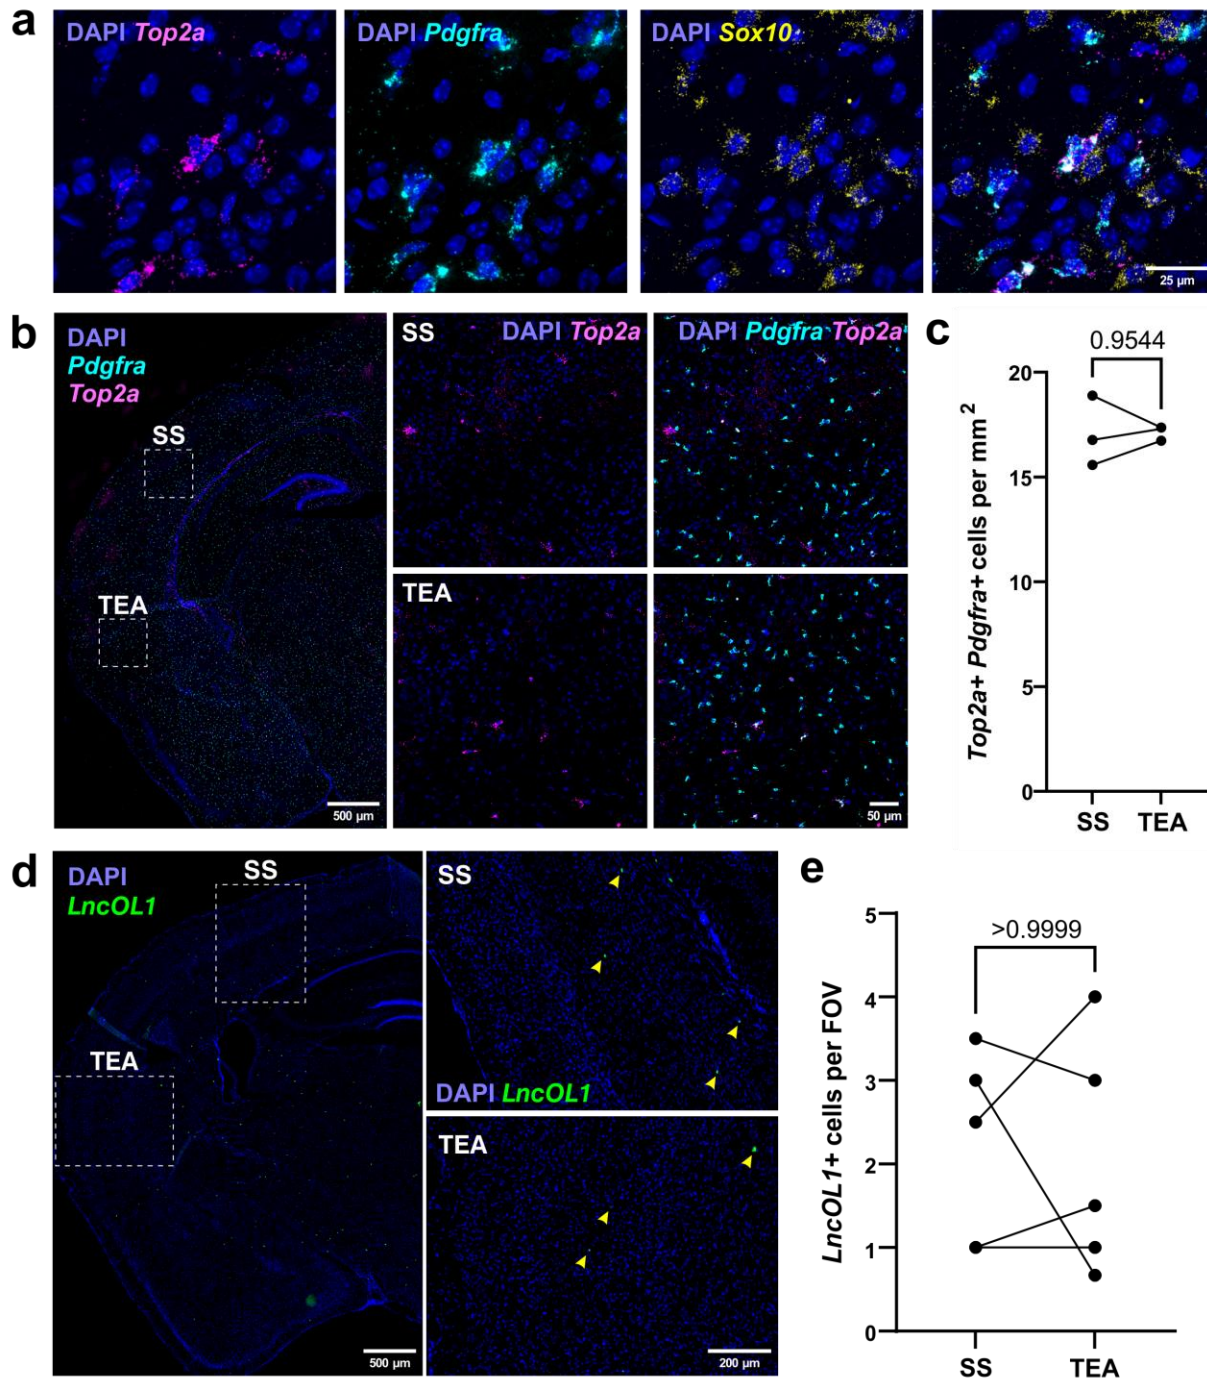 a
DAPI Top2a
DAPI Pdgfra
DAPI Sox10
25 µm
b
DAPI
Pdgfra
Top2a
SS
TEA
500 µm
SS
DAPI Top2a
DAPI Pdgfra Top2a
TEA
50 µm
c
0.9544
Top2a+ Pdgfra+ cells per mm²
20
15
10
5
0
SS
TEA
d
DAPI
LncOL1
SS
TEA
500 µm
SS
DAPI LncOL1
TEA
200 µm
e
>0.9999
LncOL1+ cells per FOV
5
4
3
2
1
0
SS
TEA